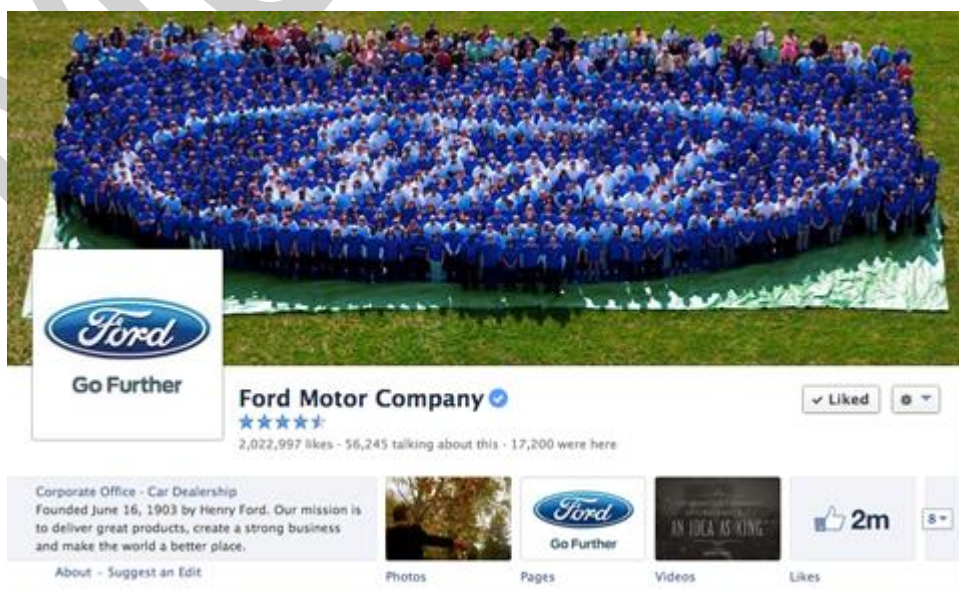 Ford
Go Further
Ford Motor Company
2,022,997 likes · 56,245 talking about this · 17,200 were here
✓ Liked
Corporate Office · Car Dealership
Founded June 16, 1903 by Henry Ford. Our mission is
to deliver great products, create a strong business
and make the world a better place.
About - Suggest an Edit
Photos
Ford
Go Further
Pages
AN IDEA AS KING
Videos
2m
Likes
8